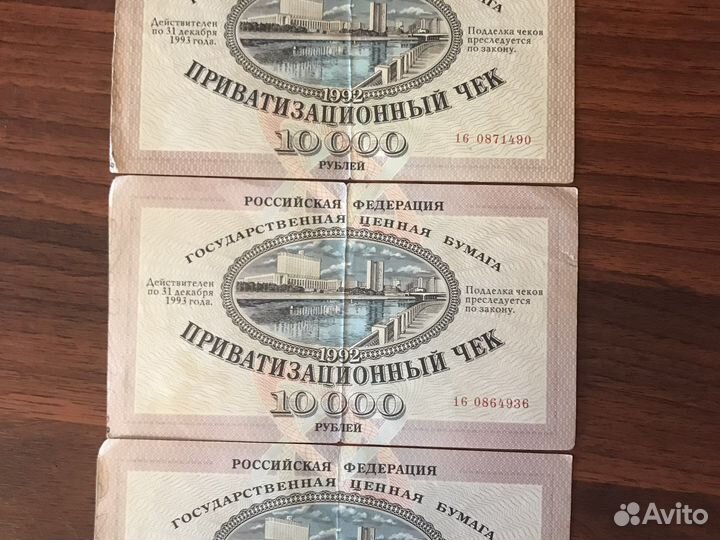 Действителен
по 31 декабря
1993 года.
Подделка чеков
преследуется
по закону.
1992
ПРИВАТИЗАЦИОННЫЙ ЧЕК
10 000
РУБЛЕЙ
16 0871490
РОССИЙСКАЯ ФЕДЕРАЦИЯ
ГОСУДАРСТВЕННАЯ ЦЕННАЯ БУМАГА
Действителен
по 31 декабря
1993 года.
Подделка чеков
преследуется
по закону.
1992
ПРИВАТИЗАЦИОННЫЙ ЧЕК
10 000
РУБЛЕЙ
16 0864936
РОССИЙСКАЯ ФЕДЕРАЦИЯ
ГОСУДАРСТВЕННАЯ ЦЕННАЯ БУМАГА
Avito